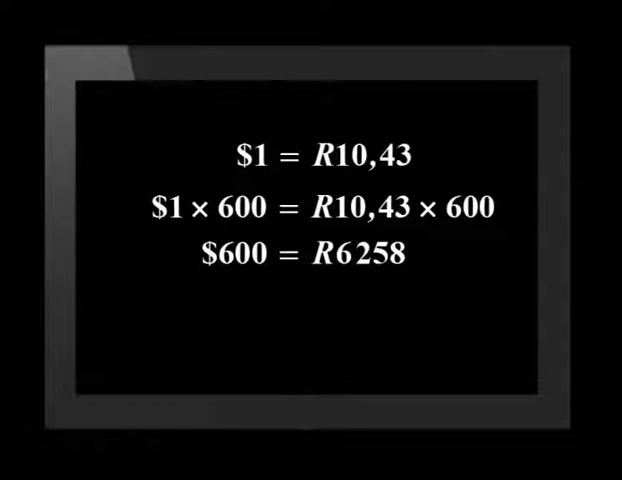 $1 = R10,43
$1 × 600 = R10,43 × 600
$600 = R6 258